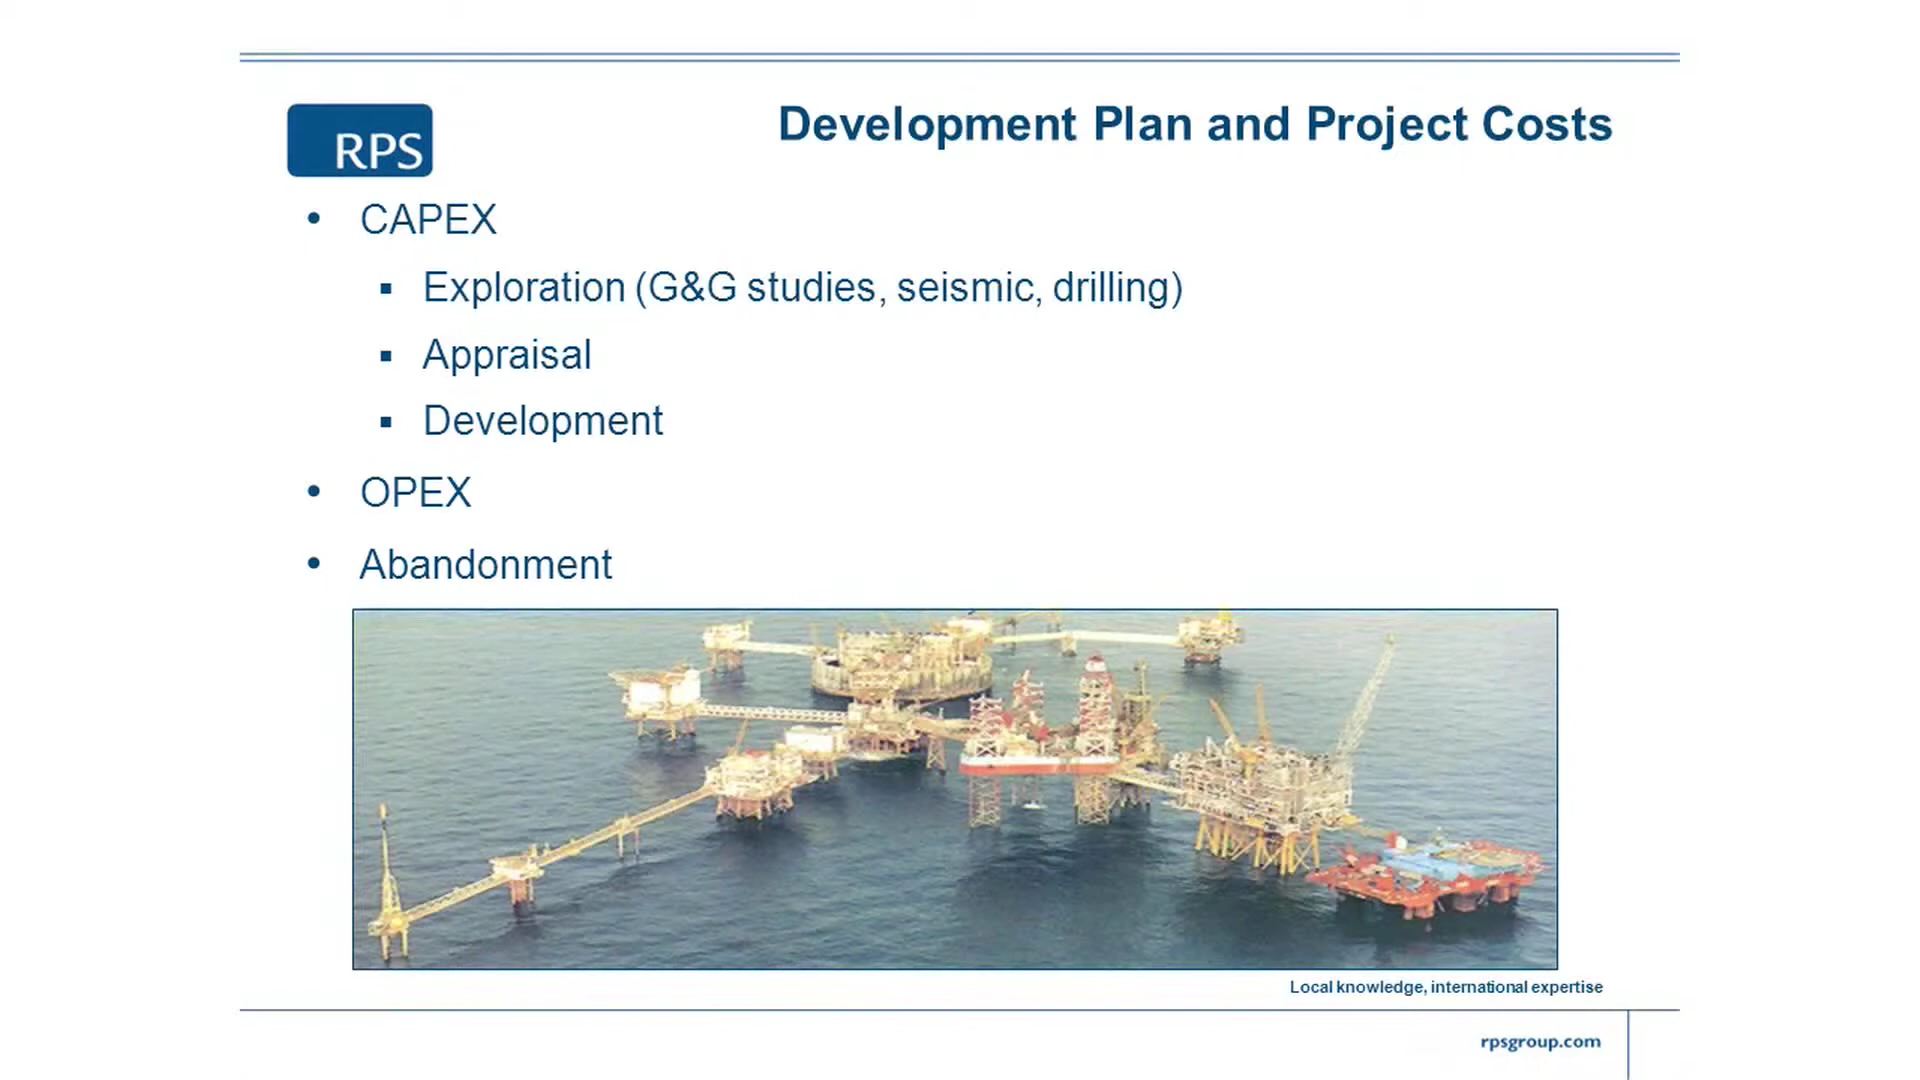 Development Plan and Project Costs
RPS
• CAPEX
▪ Exploration (G&G studies, seismic, drilling)
▪ Appraisal
▪ Development
• OPEX
• Abandonment
Local knowledge, international expertise
rpsgroup.com